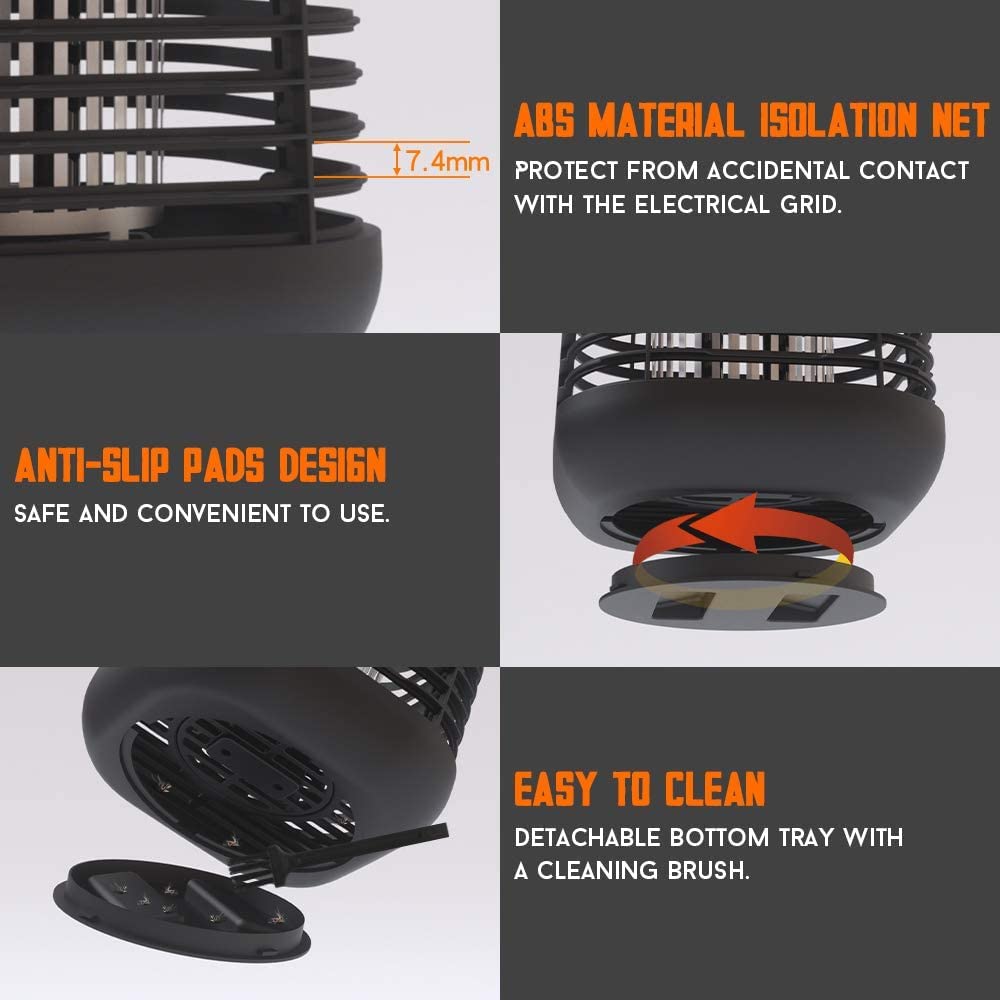 7.4mm
ABS MATERIAL ISOLATION NET
PROTECT FROM ACCIDENTAL CONTACT
WITH THE ELECTRICAL GRID.
ANTI-SLIP PADS DESIGN
SAFE AND CONVENIENT TO USE.
EASY TO CLEAN
DETACHABLE BOTTOM TRAY WITH
A CLEANING BRUSH.